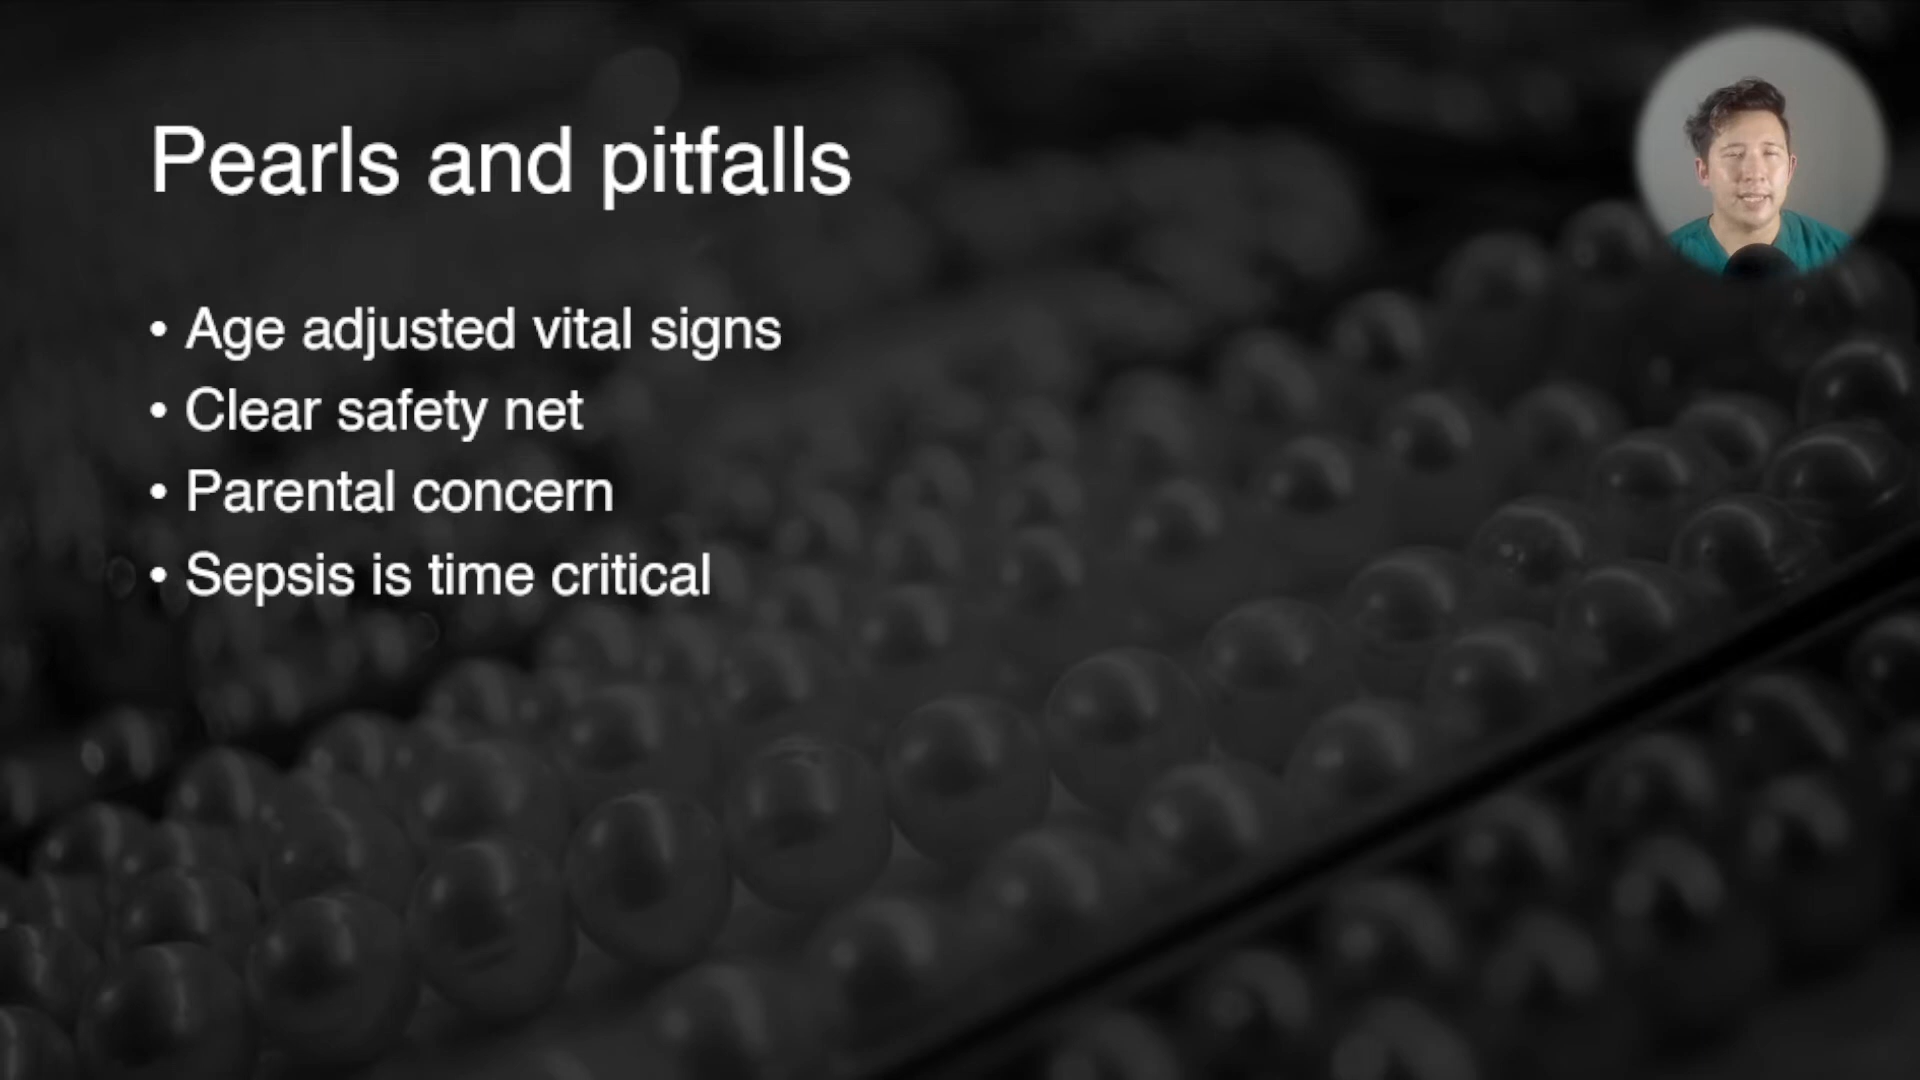 Pearls and pitfalls
• Age adjusted vital signs
• Clear safety net
• Parental concern
• Sepsis is time critical